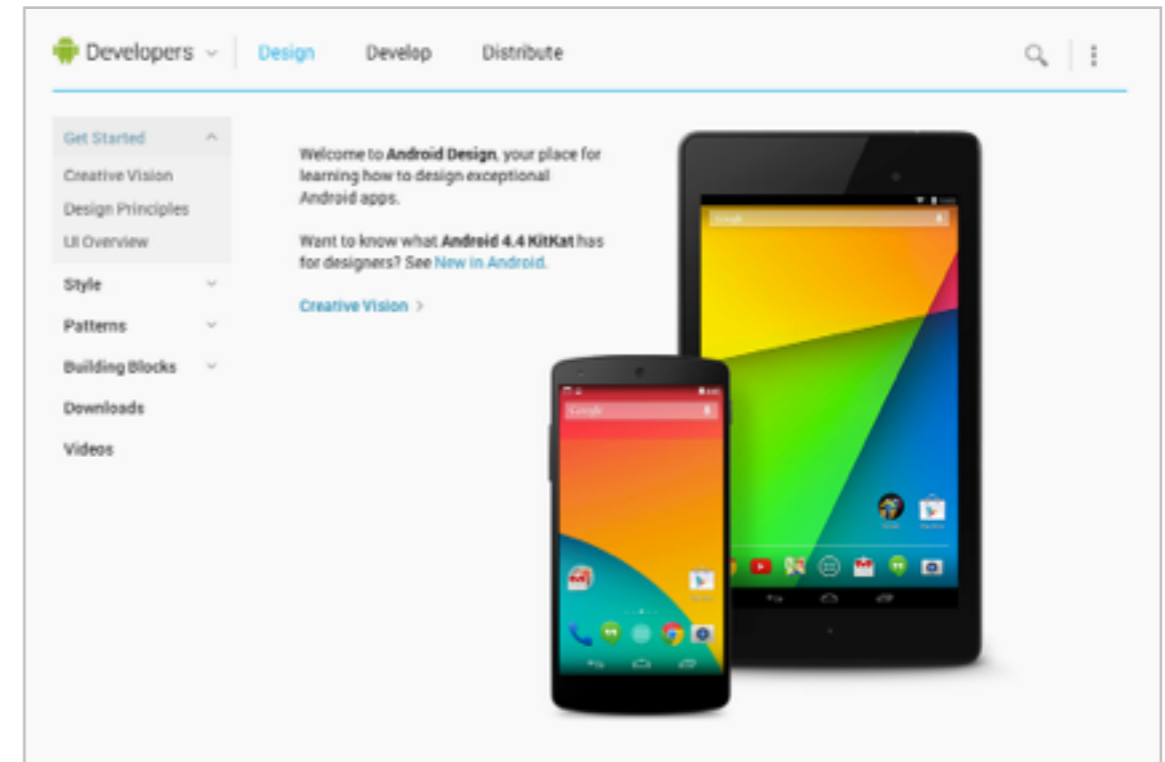 Developers
Design
Develop
Distribute
Get Started
Creative Vision
Design Principles
UI Overview
Style
Patterns
Building Blocks
Downloads
Videos
Welcome to Android Design, your place for
learning how to design exceptional
Android apps.
Want to know what Android 4.4 KitKat has
for designers? See New in Android.
Creative Vision >
Google
Google